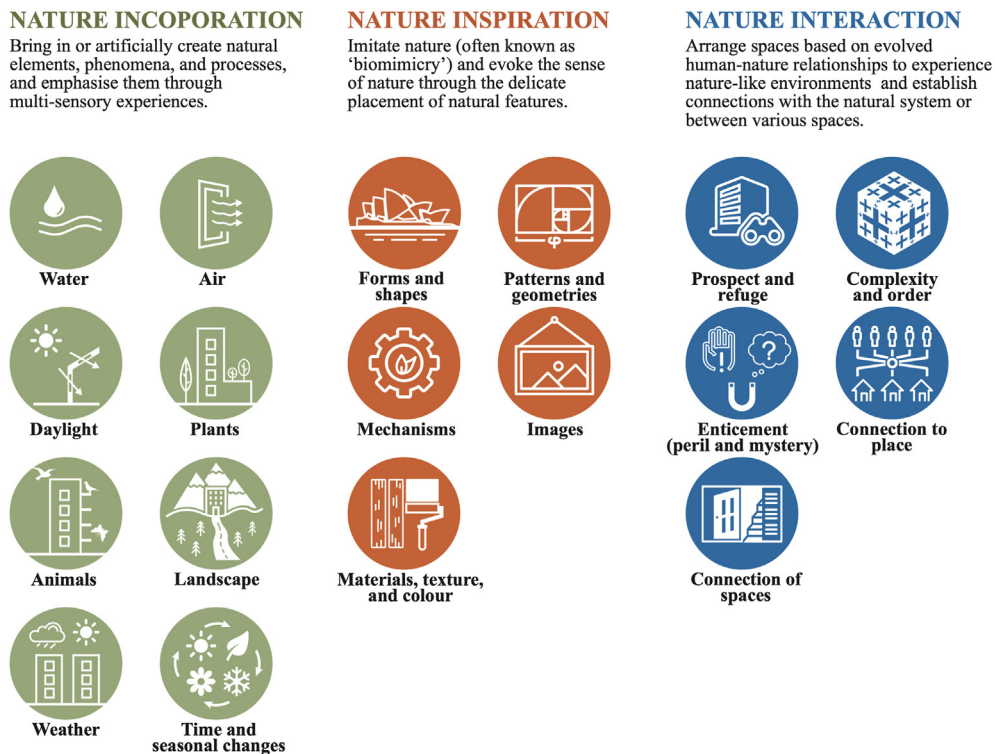 NATURE INCOPORATION
Bring in or artificially create natural
elements, phenomena, and processes,
and emphasise them through
multi-sensory experiences.
Water
Air
Daylight
Plants
Animals
Landscape
Weather
Time and
seasonal changes
NATURE INSPIRATION
Imitate nature (often known as
‘biomimicry’) and evoke the sense
of nature through the delicate
placement of natural features.
Forms and
shapes
φ
Patterns and
geometries
Mechanisms
Images
Materials, texture,
and colour
NATURE INTERACTION
Arrange spaces based on evolved
human-nature relationships to experience
nature-like environments and establish
connections with the natural system or
between various spaces.
Prospect and
refuge
Complexity
and order
!
?
Enticement
(peril and mystery)
Connection to
place
Connection of
spaces